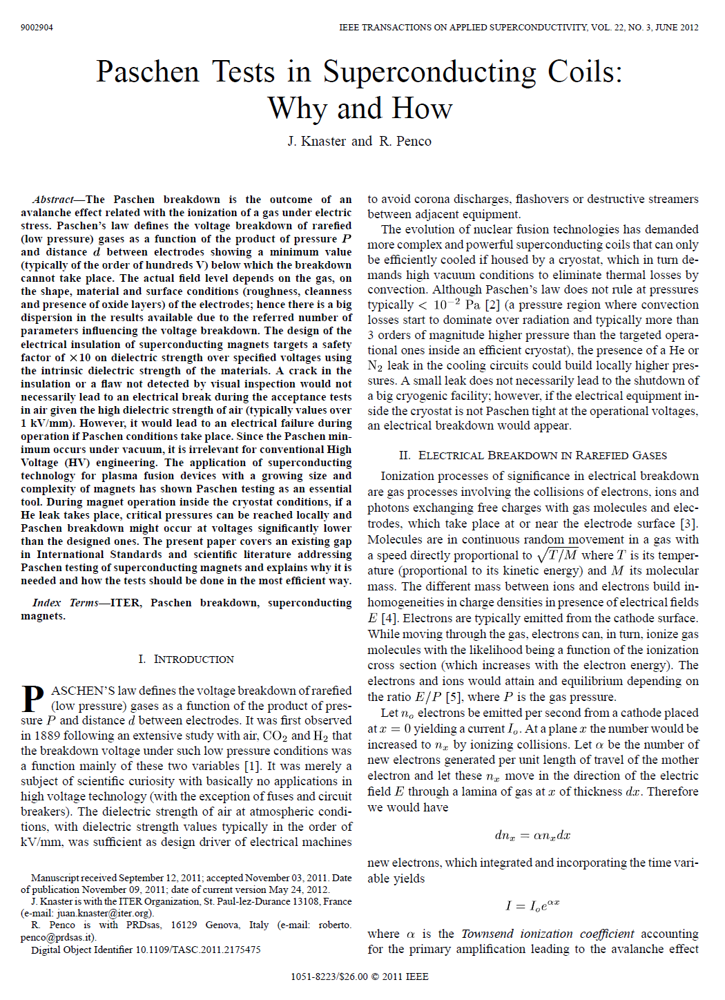 9002904
IEEE TRANSACTIONS ON APPLIED SUPERCONDUCTIVITY, VOL. 22, NO. 3, JUNE 2012
Paschen Tests in Superconducting Coils:
Why and How
J. Knaster and R. Penco
Abstract—The Paschen breakdown is the outcome of an
avalanche effect related with the ionization of a gas under electric
stress. Paschen's law defines the voltage breakdown of rarefied
(low pressure) gases as a function of the product of pressure P
and distance d between electrodes showing a minimum value
(typically of the order of hundreds V) below which the breakdown
cannot take place. The actual field level depends on the gas, on
the shape, material and surface conditions (roughness, cleanness
and presence of oxide layers) of the electrodes; hence there is a big
dispersion in the results available due to the referred number of
parameters influencing the voltage breakdown. The design of the
electrical insulation of superconducting magnets targets a safety
factor of ×10 on dielectric strength over specified voltages using
the intrinsic dielectric strength of the materials. A crack in the
insulation or a flaw not detected by visual inspection would not
necessarily lead to an electrical break during the acceptance tests
in air given the high dielectric strength of air (typically values over
1 kV/mm). However, it would lead to an electrical failure during
operation if Paschen conditions take place. Since the Paschen min-
imum occurs under vacuum, it is irrelevant for conventional High
Voltage (HV) engineering. The application of superconducting
technology for plasma fusion devices with a growing size and
complexity of magnets has shown Paschen testing as an essential
tool. During magnet operation inside the cryostat conditions, if a
He leak takes place, critical pressures can be reached locally and
Paschen breakdown might occur at voltages significantly lower
than the designed ones. The present paper covers an existing gap
in International Standards and scientific literature addressing
Paschen testing of superconducting magnets and explains why it is
needed and how the tests should be done in the most efficient way.
Index Terms—ITER, Paschen breakdown, superconducting
magnets.
I. INTRODUCTION
PASCHEN'S law defines the voltage breakdown of rarefied
(low pressure) gases as a function of the product of pres-
sure P and distance d between electrodes. It was first observed
in 1889 following an extensive study with air, CO₂ and H₂ that
the breakdown voltage under such low pressure conditions was
a function mainly of these two variables [1]. It was merely a
subject of scientific curiosity with basically no applications in
high voltage technology (with the exception of fuses and circuit
breakers). The dielectric strength of air at atmospheric condi-
tions, with dielectric strength values typically in the order of
kV/mm, was sufficient as design driver of electrical machines
Manuscript received September 12, 2011; accepted November 03, 2011. Date
of publication November 09, 2011; date of current version May 24, 2012.
J. Knaster is with the ITER Organization, St. Paul-lez-Durance 13108, France
(e-mail: juan.knaster@iter.org).
R. Penco is with PRDsas, 16129 Genova, Italy (e-mail: roberto.
penco@prdsas.it).
Digital Object Identifier 10.1109/TASC.2011.2175475
to avoid corona discharges, flashovers or destructive streamers
between adjacent equipment.
The evolution of nuclear fusion technologies has demanded
more complex and powerful superconducting coils that can only
be efficiently cooled if housed by a cryostat, which in turn de-
mands high vacuum conditions to eliminate thermal losses by
convection. Although Paschen's law does not rule at pressures
typically < 10⁻² Pa [2] (a pressure region where convection
losses start to dominate over radiation and typically more than
3 orders of magnitude higher pressure than the targeted opera-
tional ones inside an efficient cryostat), the presence of a He or
N₂ leak in the cooling circuits could build locally higher pres-
sures. A small leak does not necessarily lead to the shutdown of
a big cryogenic facility; however, if the electrical equipment in-
side the cryostat is not Paschen tight at the operational voltages,
an electrical breakdown would appear.
II. ELECTRICAL BREAKDOWN IN RAREFIED GASES
Ionization processes of significance in electrical breakdown
are gas processes involving the collisions of electrons, ions and
photons exchanging free charges with gas molecules and elec-
trodes, which take place at or near the electrode surface [3].
Molecules are in continuous random movement in a gas with
a speed directly proportional to √T/M where T is its temper-
ature (proportional to its kinetic energy) and M its molecular
mass. The different mass between ions and electrons build in-
homogeneities in charge densities in presence of electrical fields
E [4]. Electrons are typically emitted from the cathode surface.
While moving through the gas, electrons can, in turn, ionize gas
molecules with the likelihood being a function of the ionization
cross section (which increases with the electron energy). The
electrons and ions would attain and equilibrium depending on
the ratio E/P [5], where P is the gas pressure.
Let nₒ electrons be emitted per second from a cathode placed
at x = 0 yielding a current Iₒ. At a plane x the number would be
increased to nₓ by ionizing collisions. Let α be the number of
new electrons generated per unit length of travel of the mother
electron and let these nₓ move in the direction of the electric
field E through a lamina of gas at x of thickness dx. Therefore
we would have
dnₓ = αnₓdx
new electrons, which integrated and incorporating the time vari-
able yields
I = Iₒe^αx
where α is the Townsend ionization coefficient accounting
for the primary amplification leading to the avalanche effect
1051-8223/$26.00 © 2011 IEEE